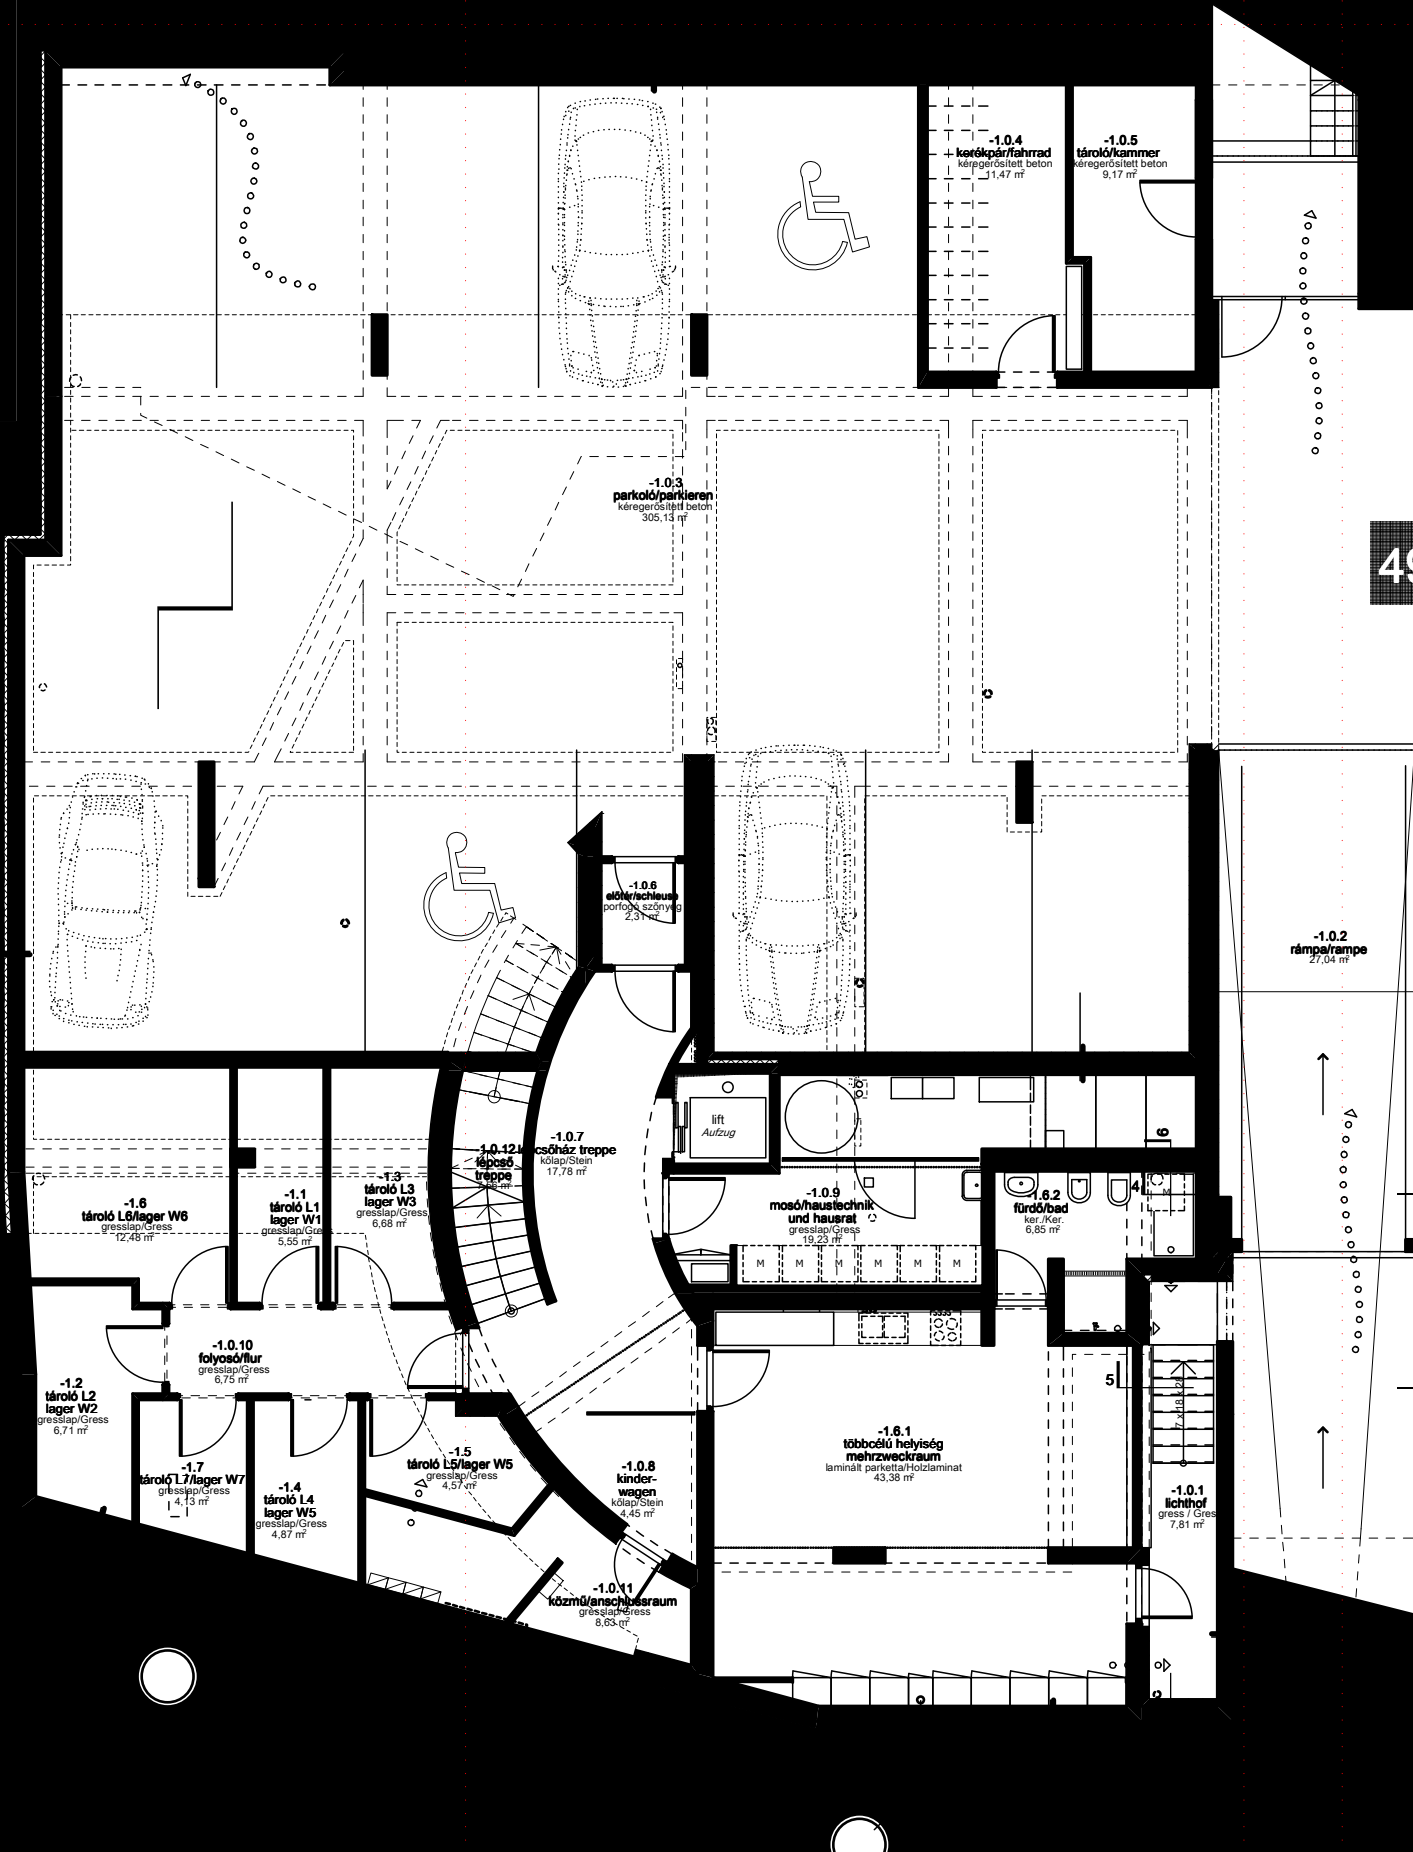 -1.0.4
kerékpár/fahrrad
kéregerősített beton
11,47 m²
-1.0.5
tároló/kammer
kéregerősített beton
9,17 m²
-1.0.3
parkoló/parkieren
kéregerősített beton
305,13 m²
49
-1.0.6
előtér/schleuse
porfogó szőnyeg
2,31 m²
-1.0.2
rámpa/rampe
27,04 m²
lift
Aufzug
-1.0.7
lépcsőház treppe
kőlap/Stein
17,78 m²
-1.0.12
lépcső
treppe
-1.6
tároló L6/lager W6
gresslap/Gress
12,48 m²
-1.1
tároló L1
lager W1
gresslap/Gress
5,55 m²
-1.3
tároló L3
lager W3
gresslap/Gress
6,68 m²
-1.0.9
mosó/haustechnik
und hausrat
gresslap/Gress
19,23 m²
M M M M M M
-1.6.2
fürdő/bad
ker./Ker.
6,85 m²
M
6
4
-1.0.10
folyosó/flur
gresslap/Gress
6,75 m²
-1.2
tároló L2
lager W2
gresslap/Gress
6,71 m²
-1.7
tároló L7/lager W7
gresslap/Gress
4,13 m²
-1.4
tároló L4
lager W5
gresslap/Gress
4,87 m²
-1.5
tároló L5/lager W5
gresslap/Gress
4,57 m²
-1.0.8
kinder-
wagen
kőlap/Stein
4,45 m²
-1.6.1
többcélú helyiség
mehrzweckraum
laminált parketta/Holzlaminat
43,38 m²
5
7 x 18 x 28
-1.0.1
lichthof
gress / Gres
7,81 m²
-1.0.11
közmű/anschlussraum
gresslap/Gress
8,63 m²